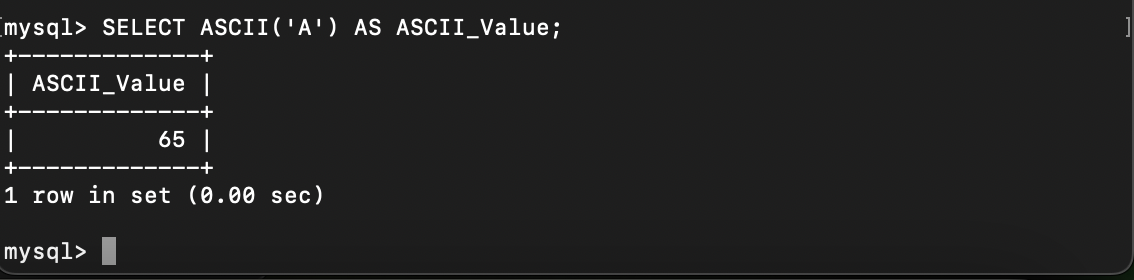 [mysql> SELECT ASCII('A') AS ASCII_Value; ]
+-------------+
| ASCII_Value |
+-------------+
|          65 |
+-------------+
1 row in set (0.00 sec)
mysql>